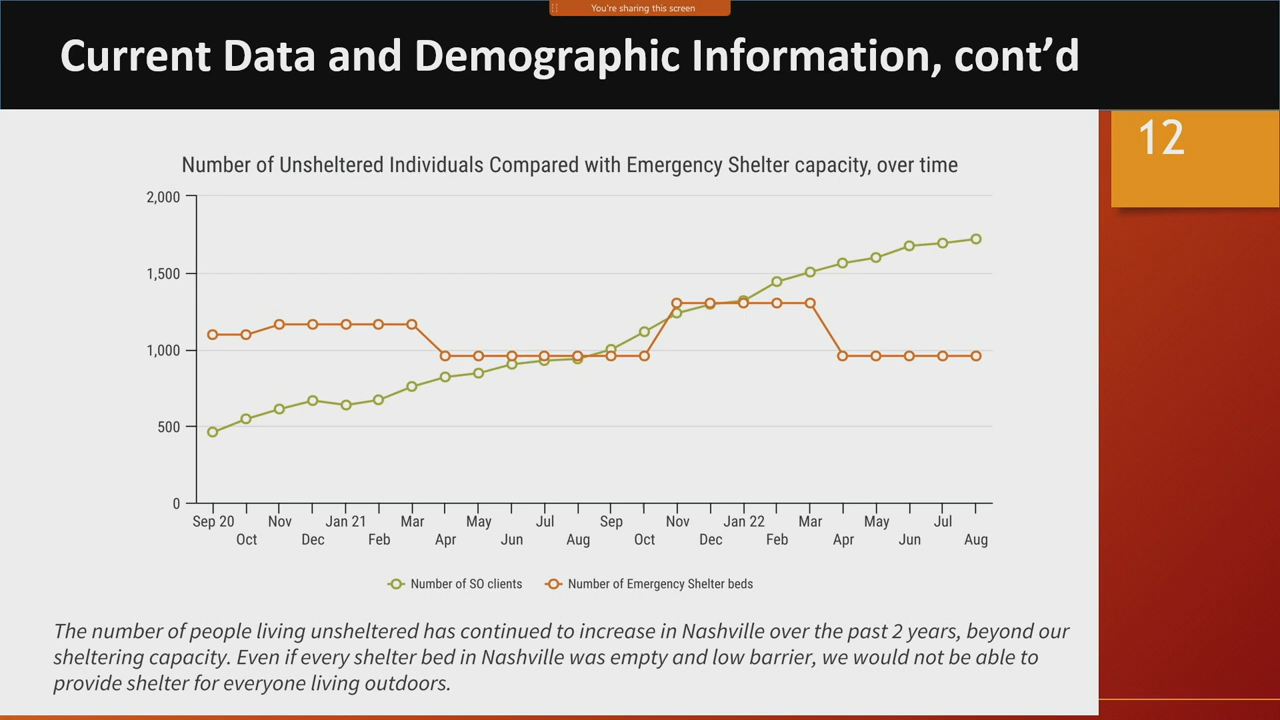 You're sharing this screen
Current Data and Demographic Information, cont’d
12
Number of Unsheltered Individuals Compared with Emergency Shelter capacity, over time
2,000
1,500
1,000
500
0
Sep 20 Nov Jan 21 Mar May Jul Sep Nov Jan 22 Mar May Jul
Oct Dec Feb Apr Jun Aug Oct Dec Feb Apr Jun Aug
Number of SO clients Number of Emergency Shelter beds
The number of people living unsheltered has continued to increase in Nashville over the past 2 years, beyond our
sheltering capacity. Even if every shelter bed in Nashville was empty and low barrier, we would not be able to
provide shelter for everyone living outdoors.